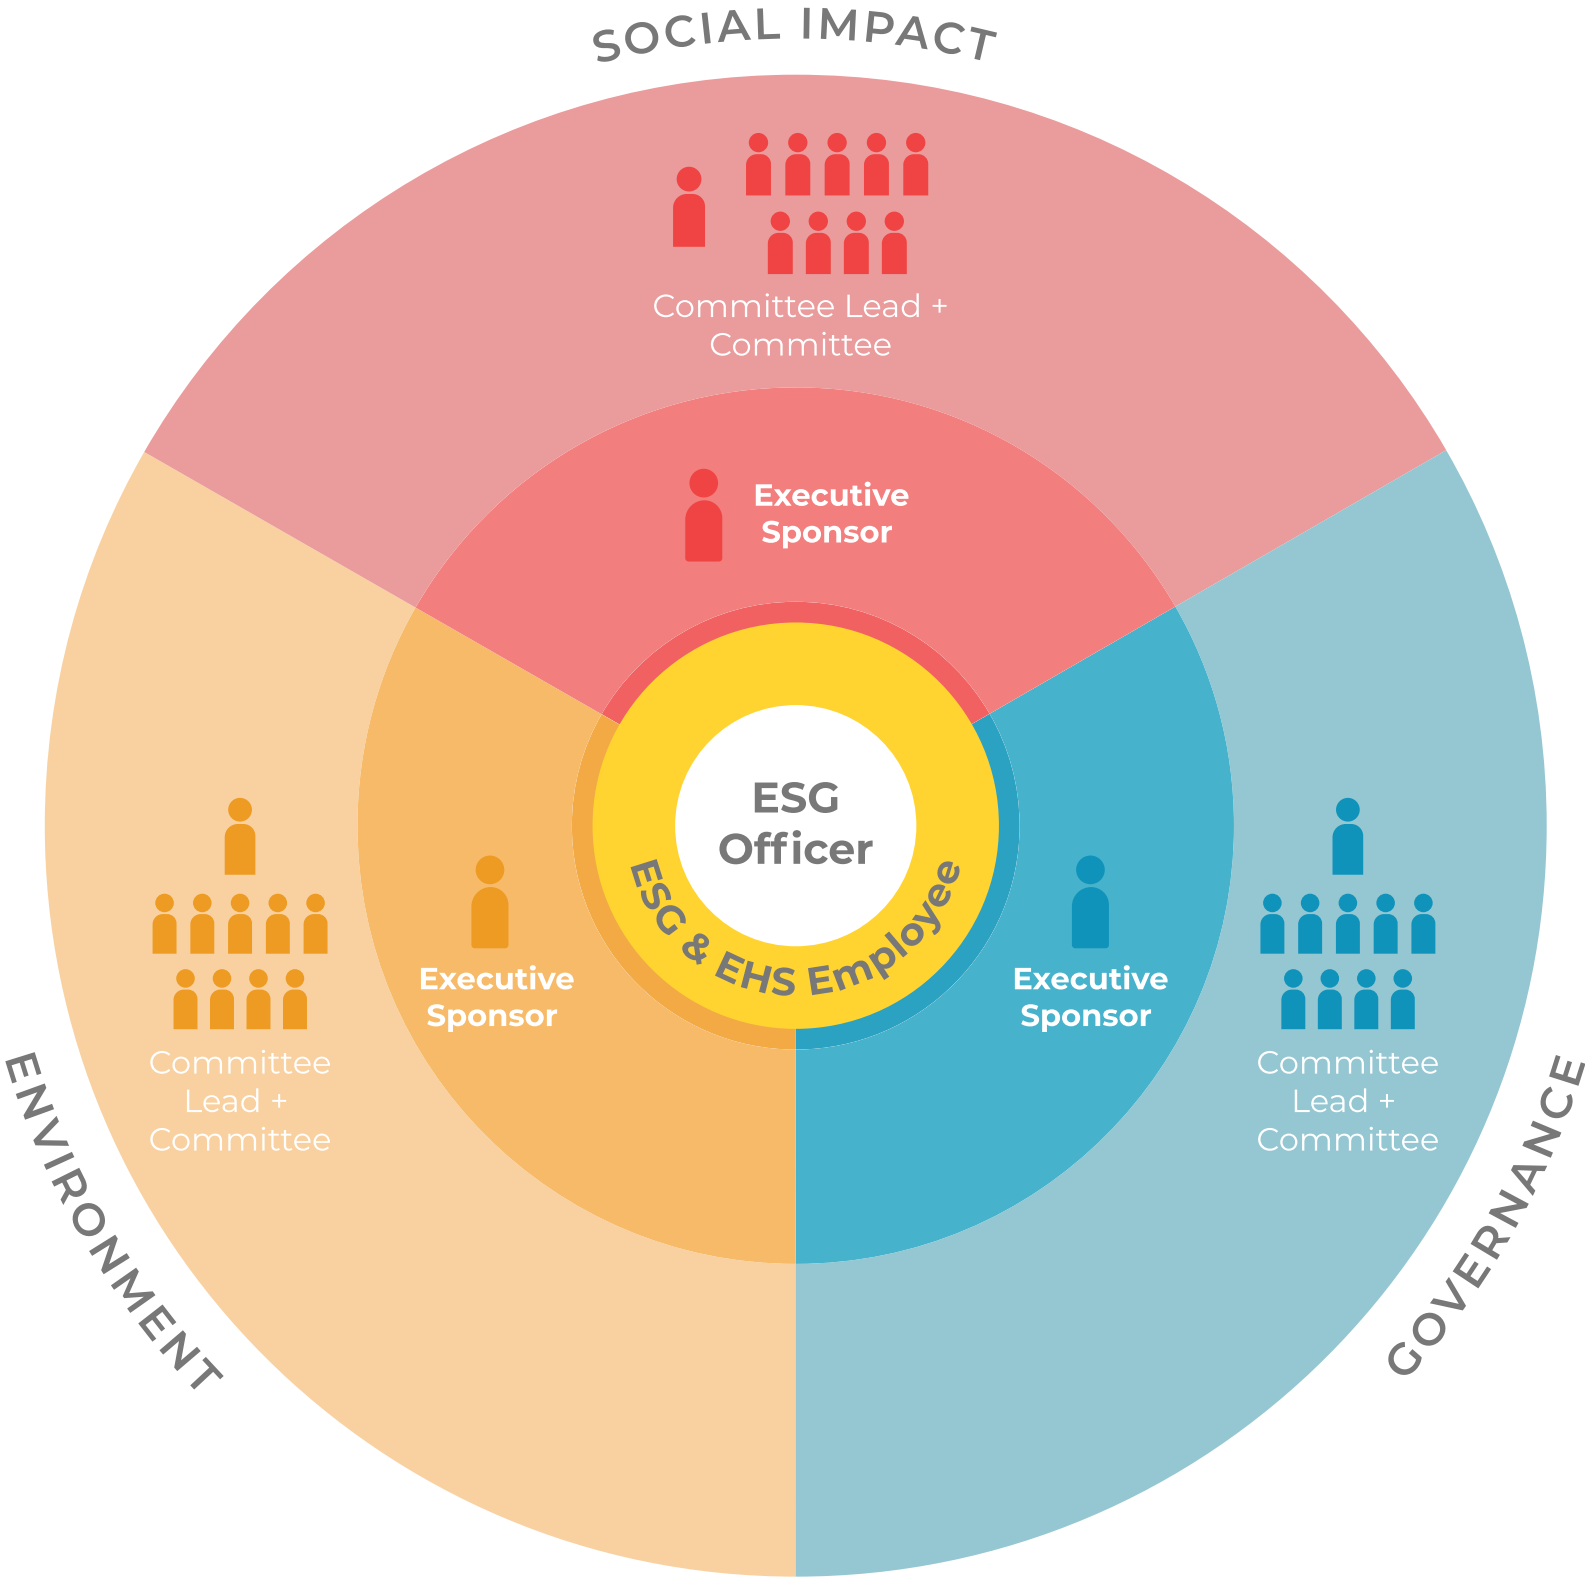 SOCIAL IMPACT
Committee Lead +
Committee
Executive
Sponsor
ESG
Officer
ESG & EHS Employee
Executive
Sponsor
Executive
Sponsor
Committee
Lead +
Committee
Committee
Lead +
Committee
ENVIRONMENT
GOVERNANCE